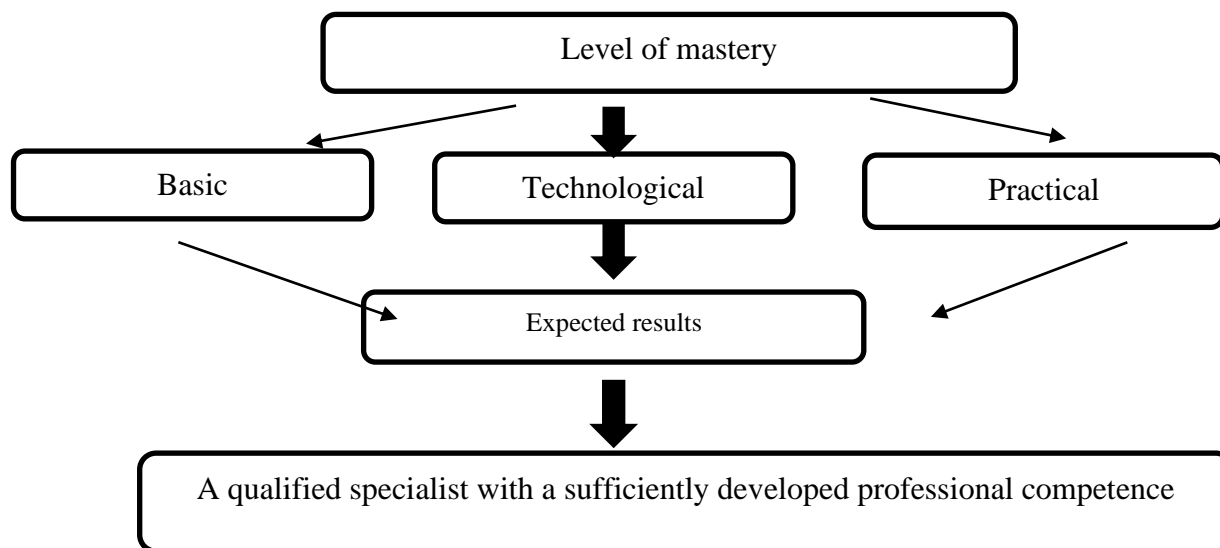 Level of mastery
Basic
Technological
Practical
Expected results
A qualified specialist with a sufficiently developed professional competence